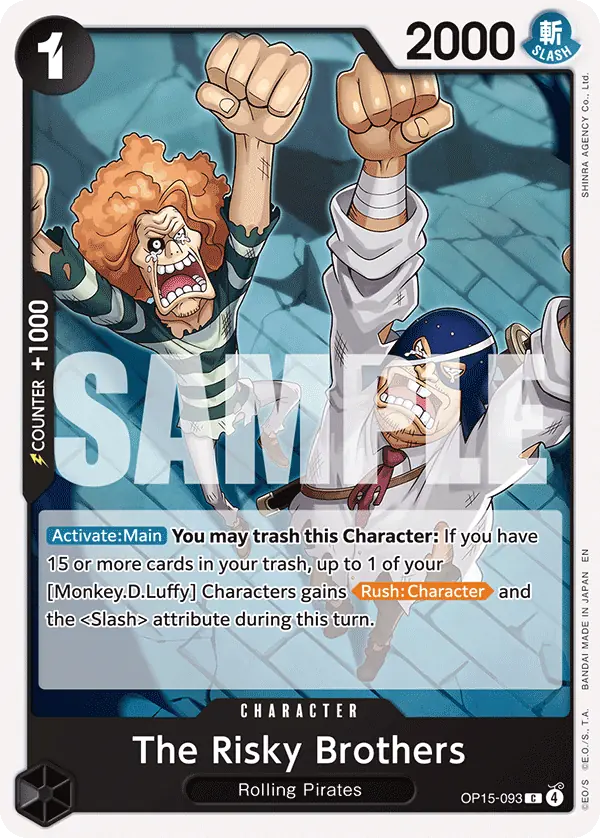 1
2000
斬
SLASH
SHINRA AGENCY Co., Ltd.
COUNTER +1000
SAMPLE
Activate:Main You may trash this Character: If you have
15 or more cards in your trash, up to 1 of your
[Monkey.D.Luffy] Characters gains Rush:Character and
the <Slash> attribute during this turn.
©E.O/S ©E.O./S., T.A. BANDAI MADE IN JAPAN EN
CHARACTER
The Risky Brothers
Rolling Pirates
OP15-093 C 4